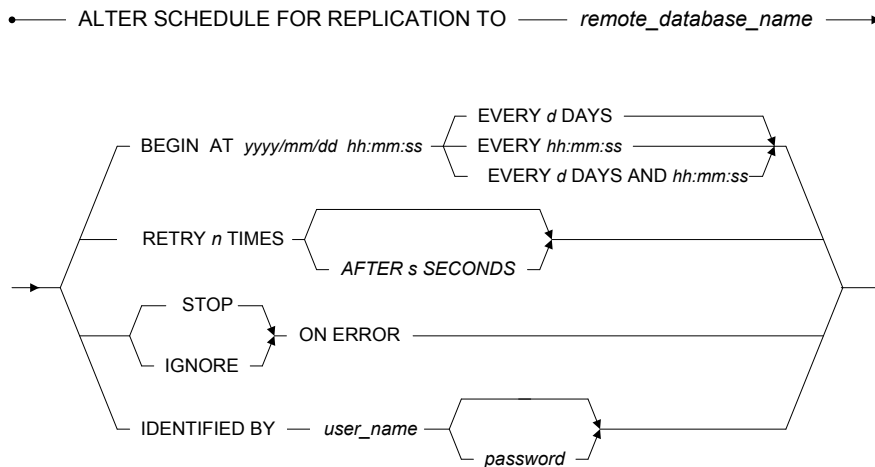 ALTER SCHEDULE FOR REPLICATION TO remote_database_name
EVERY d DAYS
BEGIN AT yyyy/mm/dd hh:mm:ss EVERY hh:mm:ss
EVERY d DAYS AND hh:mm:ss
RETRY n TIMES
AFTER s SECONDS
STOP
ON ERROR
IGNORE
IDENTIFIED BY user_name
password